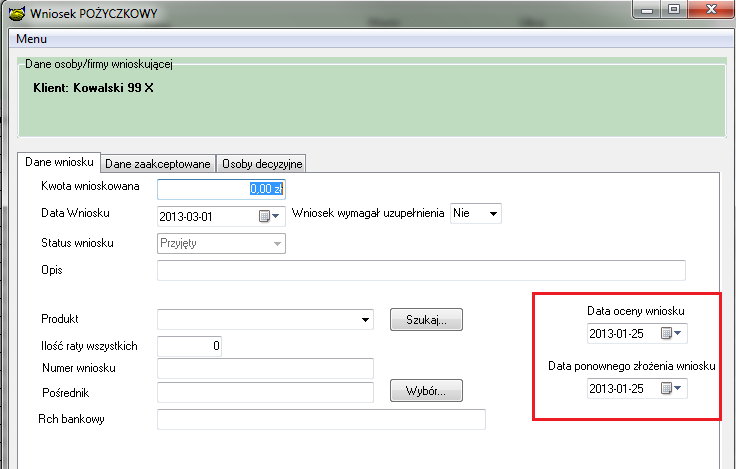 Wniosek POŻYCZKOWY
Menu
Dane osoby/firmy wnioskującej
Klient: Kowalski 99 X
Dane wniosku Dane zaakceptowane Osoby decyzyjne
Kwota wnioskowana 0,00 zł
Data Wniosku 2013-03-01 Wniosek wymagał uzupełnienia Nie
Status wniosku Przyjęty
Opis
Data oceny wniosku
Produkt Szukaj... 2013-01-25
Ilość raty wszystkich 0
Numer wniosku Data ponownego złożenia wniosku
Pośrednik Wybór... 2013-01-25
Rch bankowy